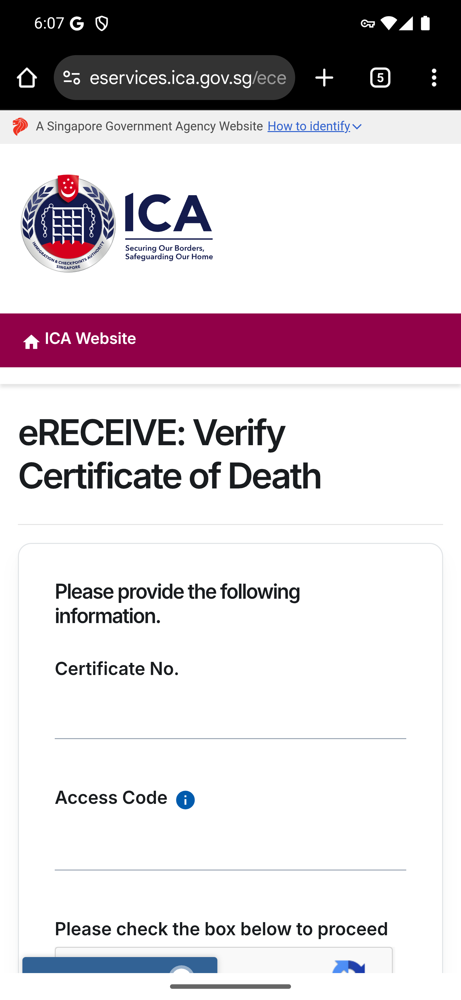 6:07
eservices.ica.gov.sg/ece
5
A Singapore Government Agency Website How to identify
IMMIGRATION & CHECKPOINTS AUTHORITY
SINGAPORE
ICA
Securing Our Borders,
Safeguarding Our Home
ICA Website
eRECEIVE: Verify
Certificate of Death
Please provide the following
information.
Certificate No.
Access Code
Please check the box below to proceed